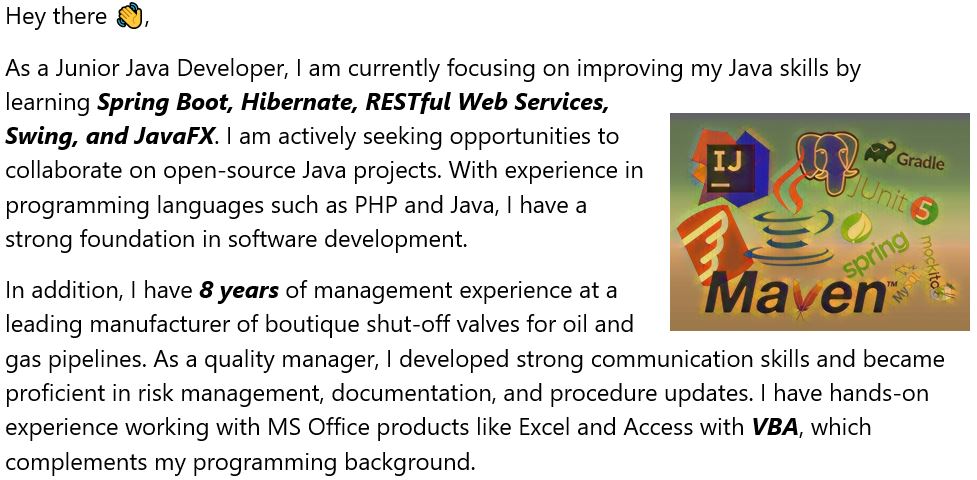 Hey there 👋,
As a Junior Java Developer, I am currently focusing on improving my Java skills by
learning Spring Boot, Hibernate, RESTful Web Services,
Swing, and JavaFX. I am actively seeking opportunities to
collaborate on open-source Java projects. With experience in
programming languages such as PHP and Java, I have a
strong foundation in software development.
In addition, I have 8 years of management experience at a
leading manufacturer of boutique shut-off valves for oil and
gas pipelines. As a quality manager, I developed strong communication skills and became
proficient in risk management, documentation, and procedure updates. I have hands-on
experience working with MS Office products like Excel and Access with VBA, which
complements my programming background.
IJ
Gradle
JUnit 5
spring
mockito
MySQL
Maven™